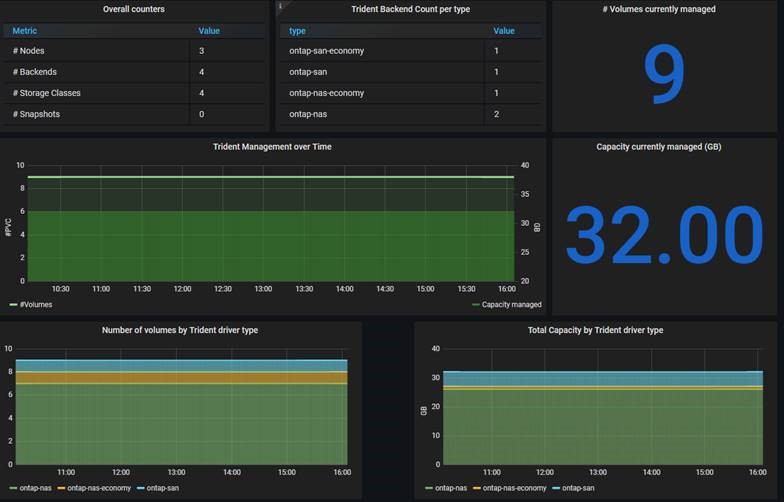 Overall counters
Metric Value
# Nodes 3
# Backends 4
# Storage Classes 4
# Snapshots 0
i
Trident Backend Count per type
type Value
ontap-san-economy 1
ontap-san 1
ontap-nas-economy 1
ontap-nas 2
# Volumes currently managed
9
Trident Management over Time
10
8
6
4
2
0
#PVC
40
35
30
25
20
GB
10:30 11:00 11:30 12:00 12:30 13:00 13:30 14:00 14:30 15:00 15:30 16:00
#Volumes Capacity managed
Capacity currently managed (GB)
32.00
Number of volumes by Trident driver type
10
8
6
4
2
0
11:00 12:00 13:00 14:00 15:00 16:00
ontap-nas ontap-nas-economy ontap-san
Total Capacity by Trident driver type
40
30
20
10
0
GB
11:00 12:00 13:00 14:00 15:00 16:00
ontap-nas ontap-nas-economy ontap-san